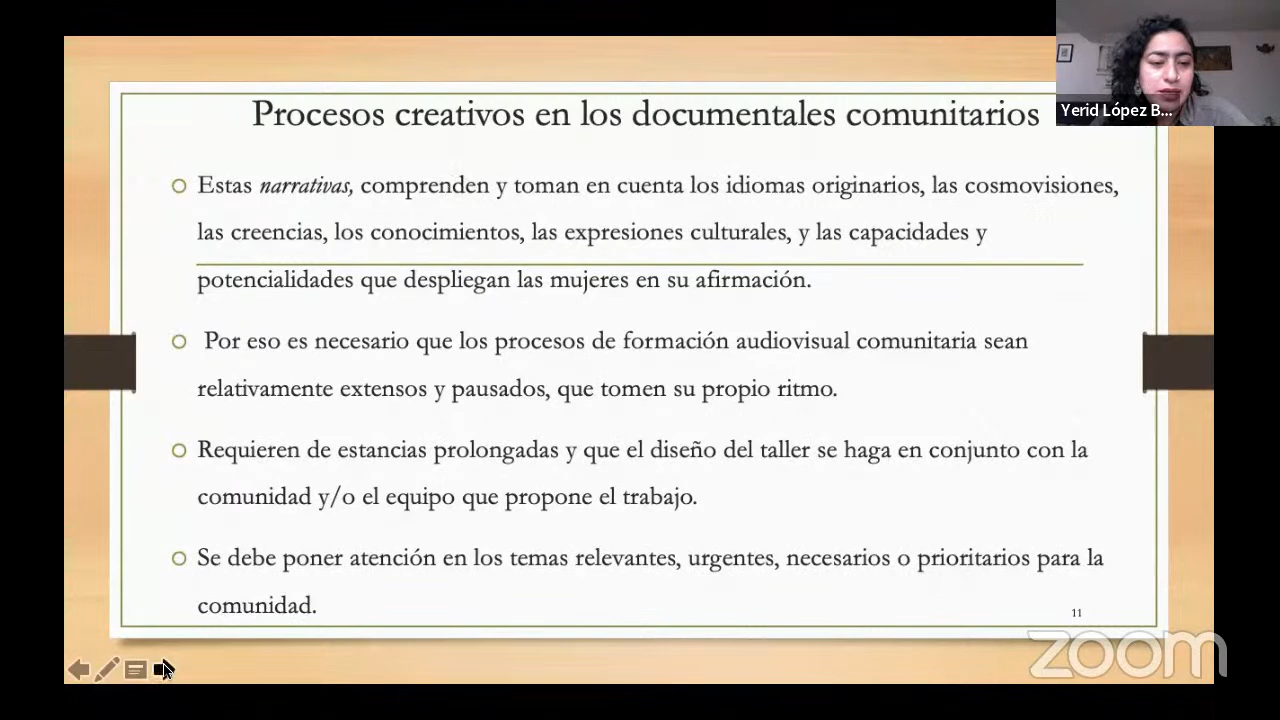 Procesos creativos en los documentales comunitarios
Yerid López B...
Estas narrativas, comprenden y toman en cuenta los idiomas originarios, las cosmovisiones,
las creencias, los conocimientos, las expresiones culturales, y las capacidades y
potencialidades que despliegan las mujeres en su afirmación.
Por eso es necesario que los procesos de formación audiovisual comunitaria sean
relativamente extensos y pausados, que tomen su propio ritmo.
Requieren de estancias prolongadas y que el diseño del taller se haga en conjunto con la
comunidad y/o el equipo que propone el trabajo.
Se debe poner atención en los temas relevantes, urgentes, necesarios o prioritarios para la
comunidad.
11
zoom